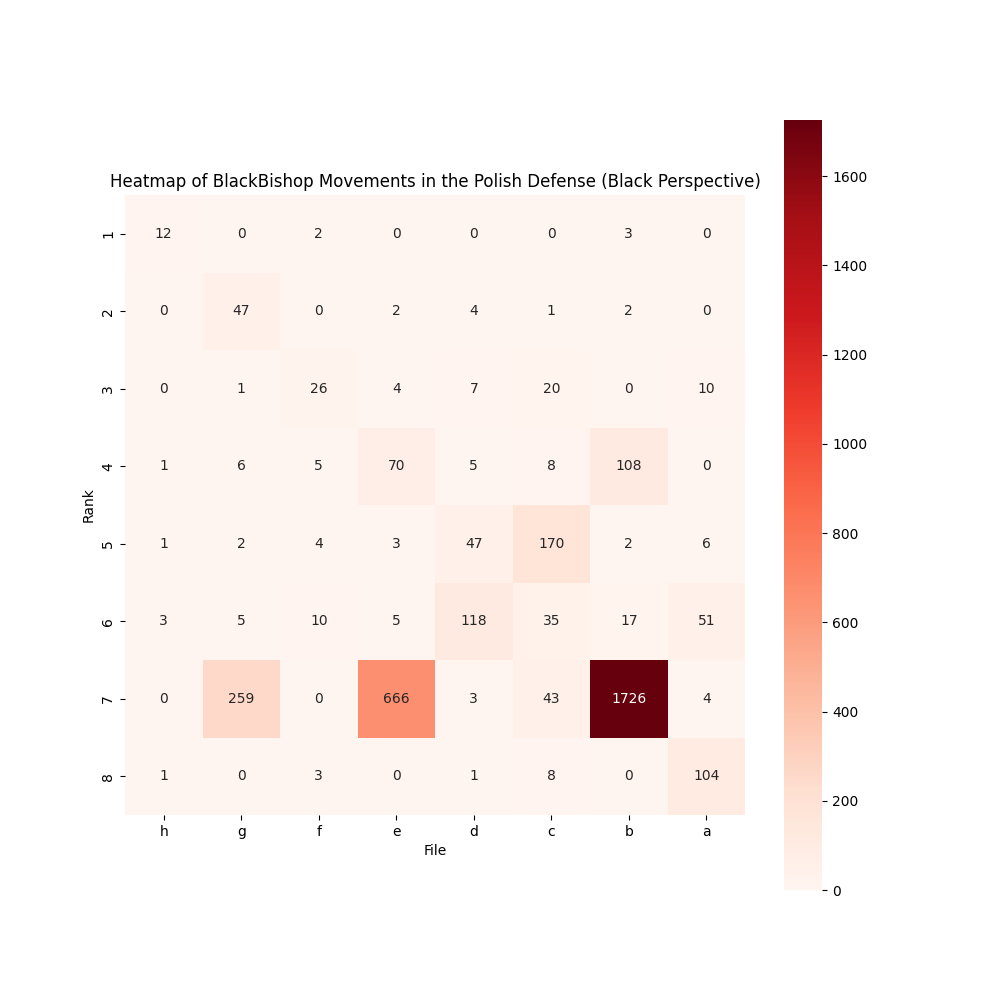 Heatmap of BlackBishop Movements in the Polish Defense (Black Perspective)
1 12 0 2 0 0 0 3 0
2 0 47 0 2 4 1 2 0
3 0 1 26 4 7 20 0 10
4 1 6 5 70 5 8 108 0
5 1 2 4 3 47 170 2 6
6 3 5 10 5 118 35 17 51
7 0 259 0 666 3 43 1726 4
8 1 0 3 0 1 8 0 104
h g f e d c b a
File
Rank
1600
1400
1200
1000
800
600
400
200
0